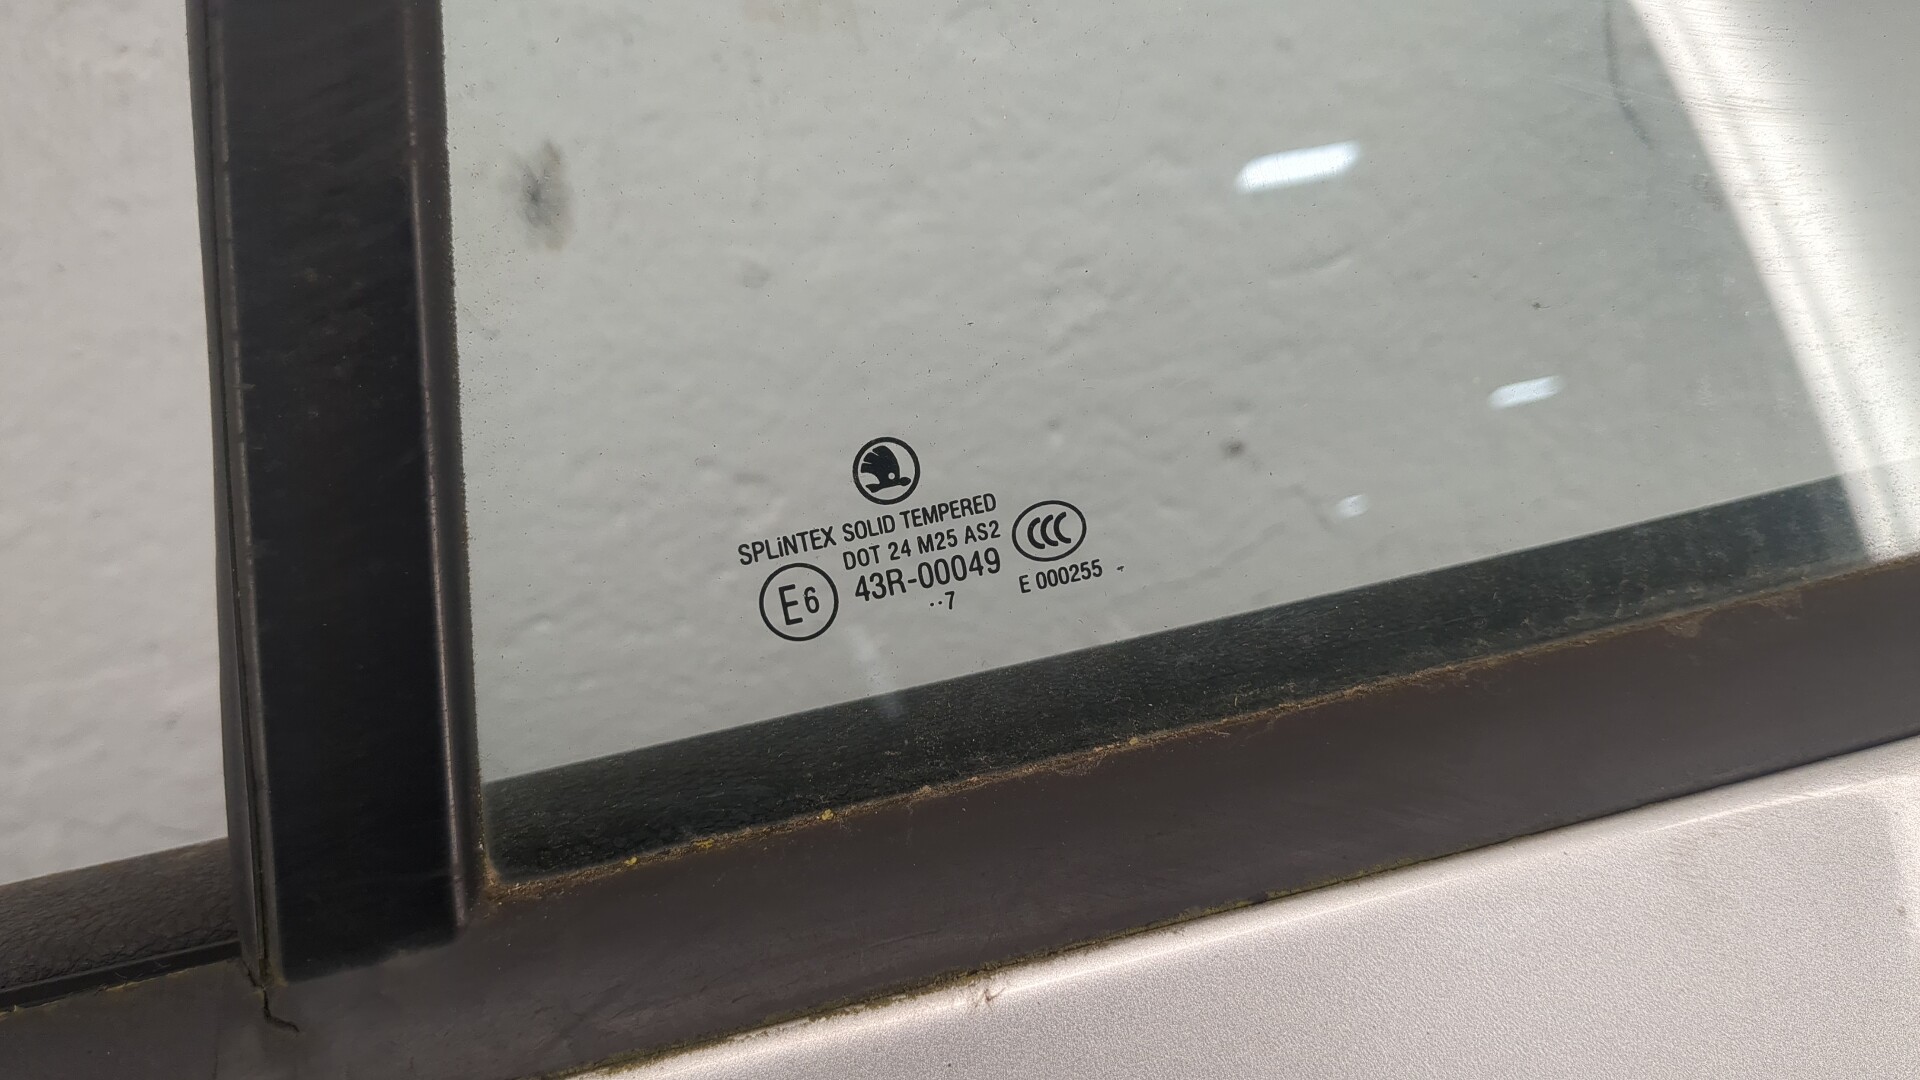 SPLiNTEX SOLID TEMPERED
DOT 24 M25 AS2
E6 43R-00049
CCC
E 000255
··7